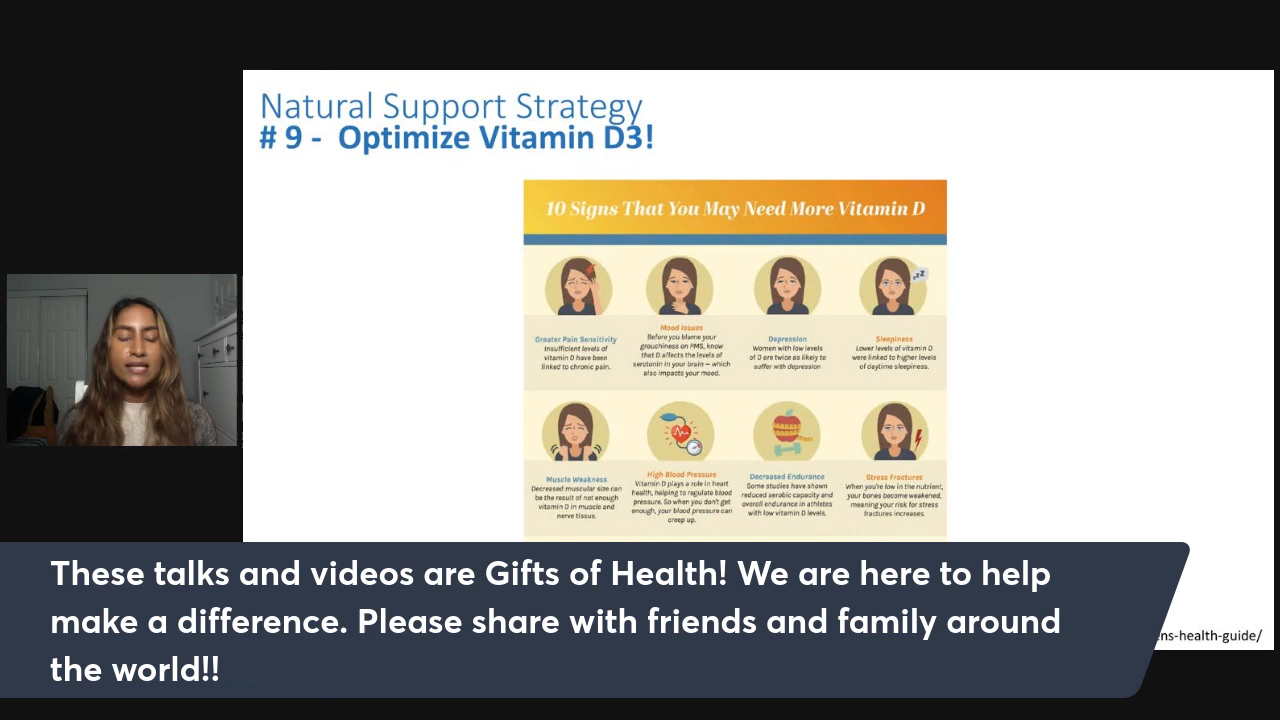 Natural Support Strategy
# 9 - Optimize Vitamin D3!
10 Signs That You May Need More Vitamin D
zZZ
Greater Pain Sensitivity
Insufficient levels of
vitamin D have been
linked to chronic pain.
Mood Issues
Before you blame your
grouchiness on PMS, know
that D affects the levels of
serotonin in your brain — which
also impacts your mood.
Depression
Women with low levels
of D are twice as likely to
suffer with depression
Sleepiness
Lower levels of vitamin D
were linked to higher levels
of daytime sleepiness.
Muscle Weakness
Decreased muscular size can
be the result of not enough
vitamin D in muscle and
nerve tissue.
High Blood Pressure
Vitamin D plays a role in heart
health, helping to regulate blood
pressure. So when you don't get
enough, your blood pressure can
creep up.
Decreased Endurance
Some studies have shown
reduced aerobic capacity and
overall endurance in athletes
with low vitamin D levels.
Stress Fractures
When you're low in the nutrient,
your bones become weakened,
meaning your risk for stress
fractures increases.
These talks and videos are Gifts of Health! We are here to help
make a difference. Please share with friends and family around
the world!!
ns-health-guide/